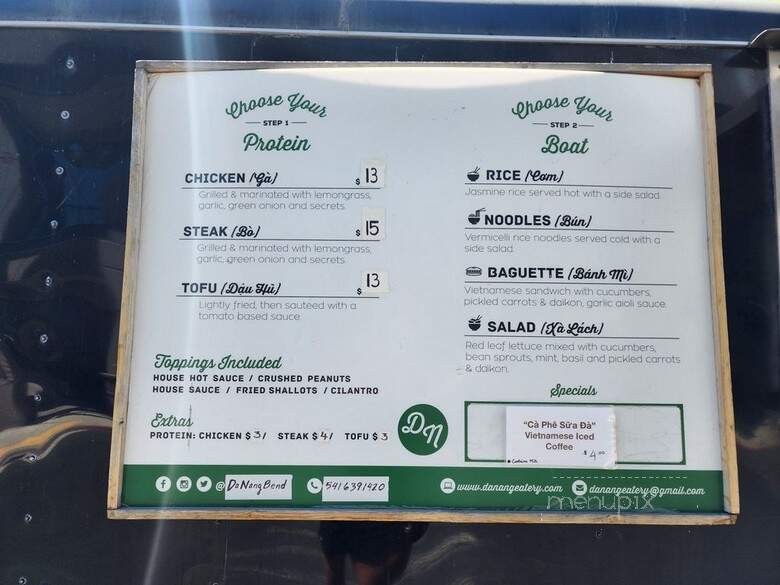 Choose Your
STEP 1
Protein
CHICKEN (Gà) $ 13
Grilled & marinated with lemongrass,
garlic, green onion and secrets.
STEAK (Bò) $ 15
Grilled & marinated with lemongrass,
garlic, green onion and secrets.
TOFU (Dậu Hũ) $ 13
Lightly fried, then sauteed with a
tomato based sauce.
Toppings Included
HOUSE HOT SAUCE / CRUSHED PEANUTS
HOUSE SAUCE / FRIED SHALLOTS / CILANTRO
Extras
PROTEIN: CHICKEN $ 3 / STEAK $ 4 / TOFU $ 3
DN
Choose Your
STEP 2
Boat
RICE (Cơm)
Jasmine rice served hot with a side salad.
NOODLES (Bún)
Vermicelli rice noodles served cold with a
side salad.
BAGUETTE (Bánh Mì)
Vietnamese sandwich with cucumbers,
pickled carrots & daikon, garlic aioli sauce.
SALAD (Xà Lách)
Red leaf lettuce mixed with cucumbers,
bean sprouts, mint, basil and pickled carrots
& daikon.
Specials
"Cà Phê Sữa Đà"
Vietnamese Iced
Coffee
$ 4.00
@DaNangBend 5416391420 www.danangeatery.com danangeatery@gmail.com
menupix